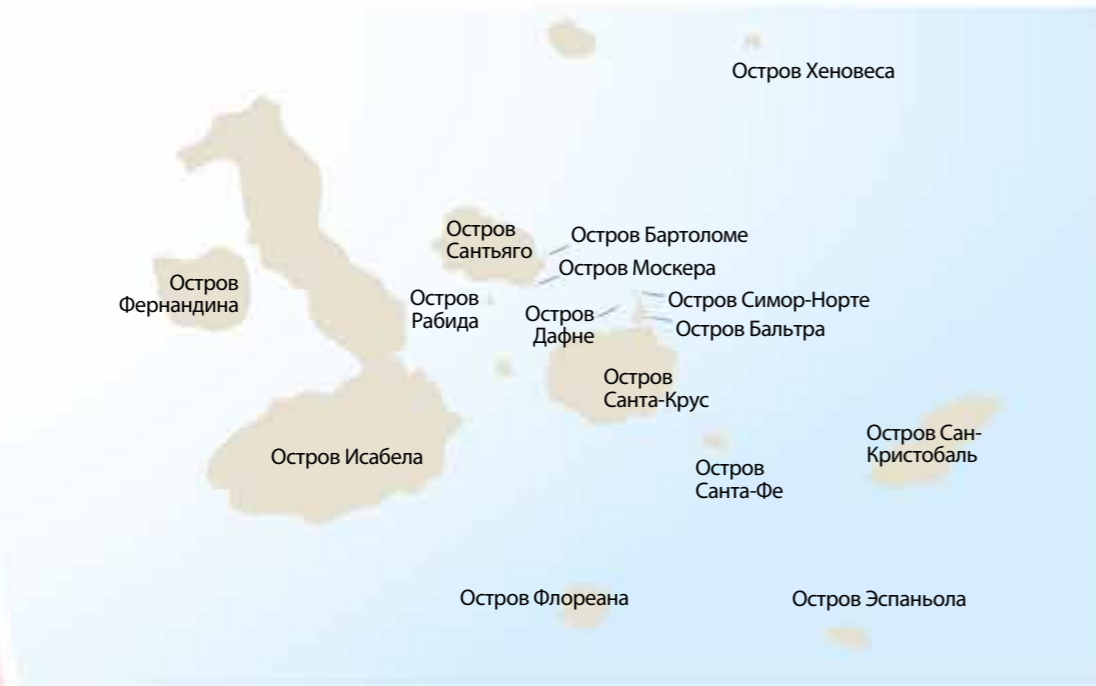 Остров Хеновеса
Остров
Сантьяго
Остров Бартоломе
Остров Москера
Остров
Фернандина
Остров
Рабида
Остров
Дафне
Остров Симор-Норте
Остров Бальтра
Остров
Санта-Крус
Остров Сан-
Кристобаль
Остров Исабела
Остров
Санта-Фе
Остров Флореана
Остров Эспаньола